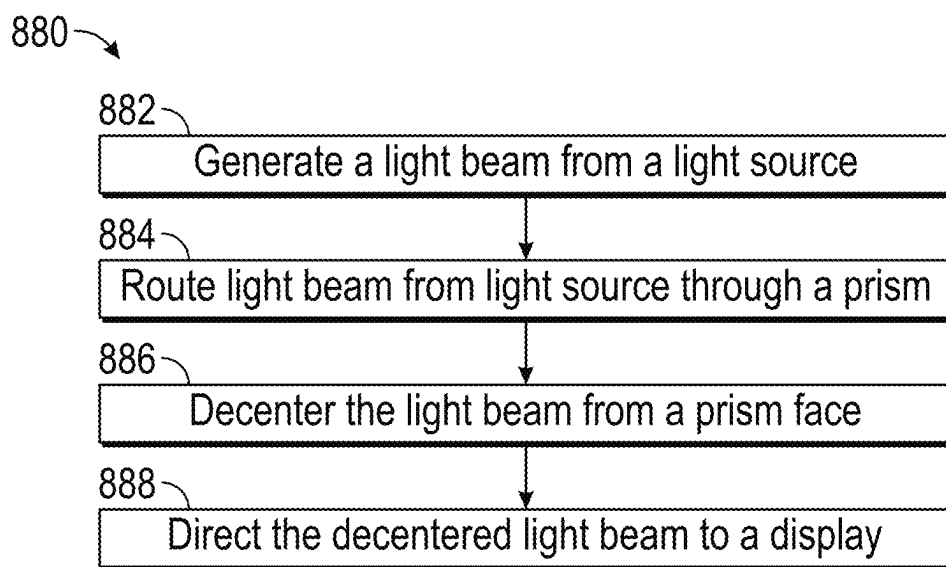 880
882
Generate a light beam from a light source
884
Route light beam from light source through a prism
886
Decenter the light beam from a prism face
888
Direct the decentered light beam to a display